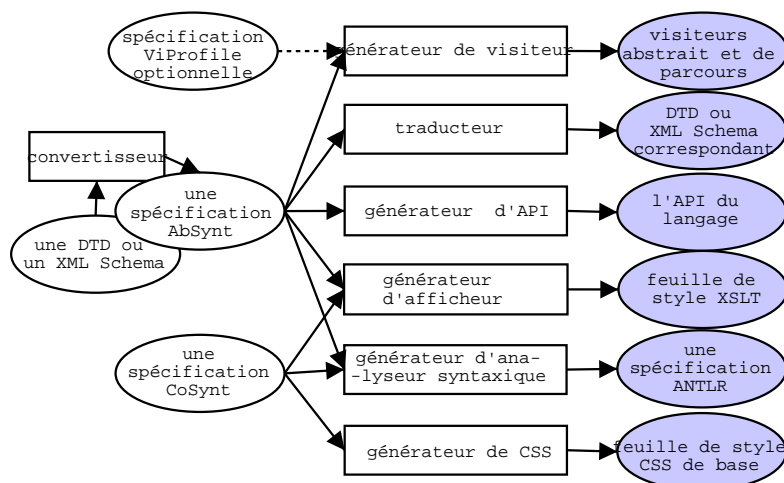 spécification
ViProfile
optionnelle
générateur de visiteur
visiteurs
abstrait et de
parcours
traducteur
DTD ou
XML Schema
correspondant
convertisseur
une
spécification
AbSynt
générateur d'API
l'API du
langage
une DTD ou
un XML Schema
générateur
d'afficheur
feuille de
style XSLT
une
spécification
CoSynt
générateur d'ana-
-lyseur syntaxique
une
spécification
ANTLR
générateur de CSS
feuille de style
CSS de base